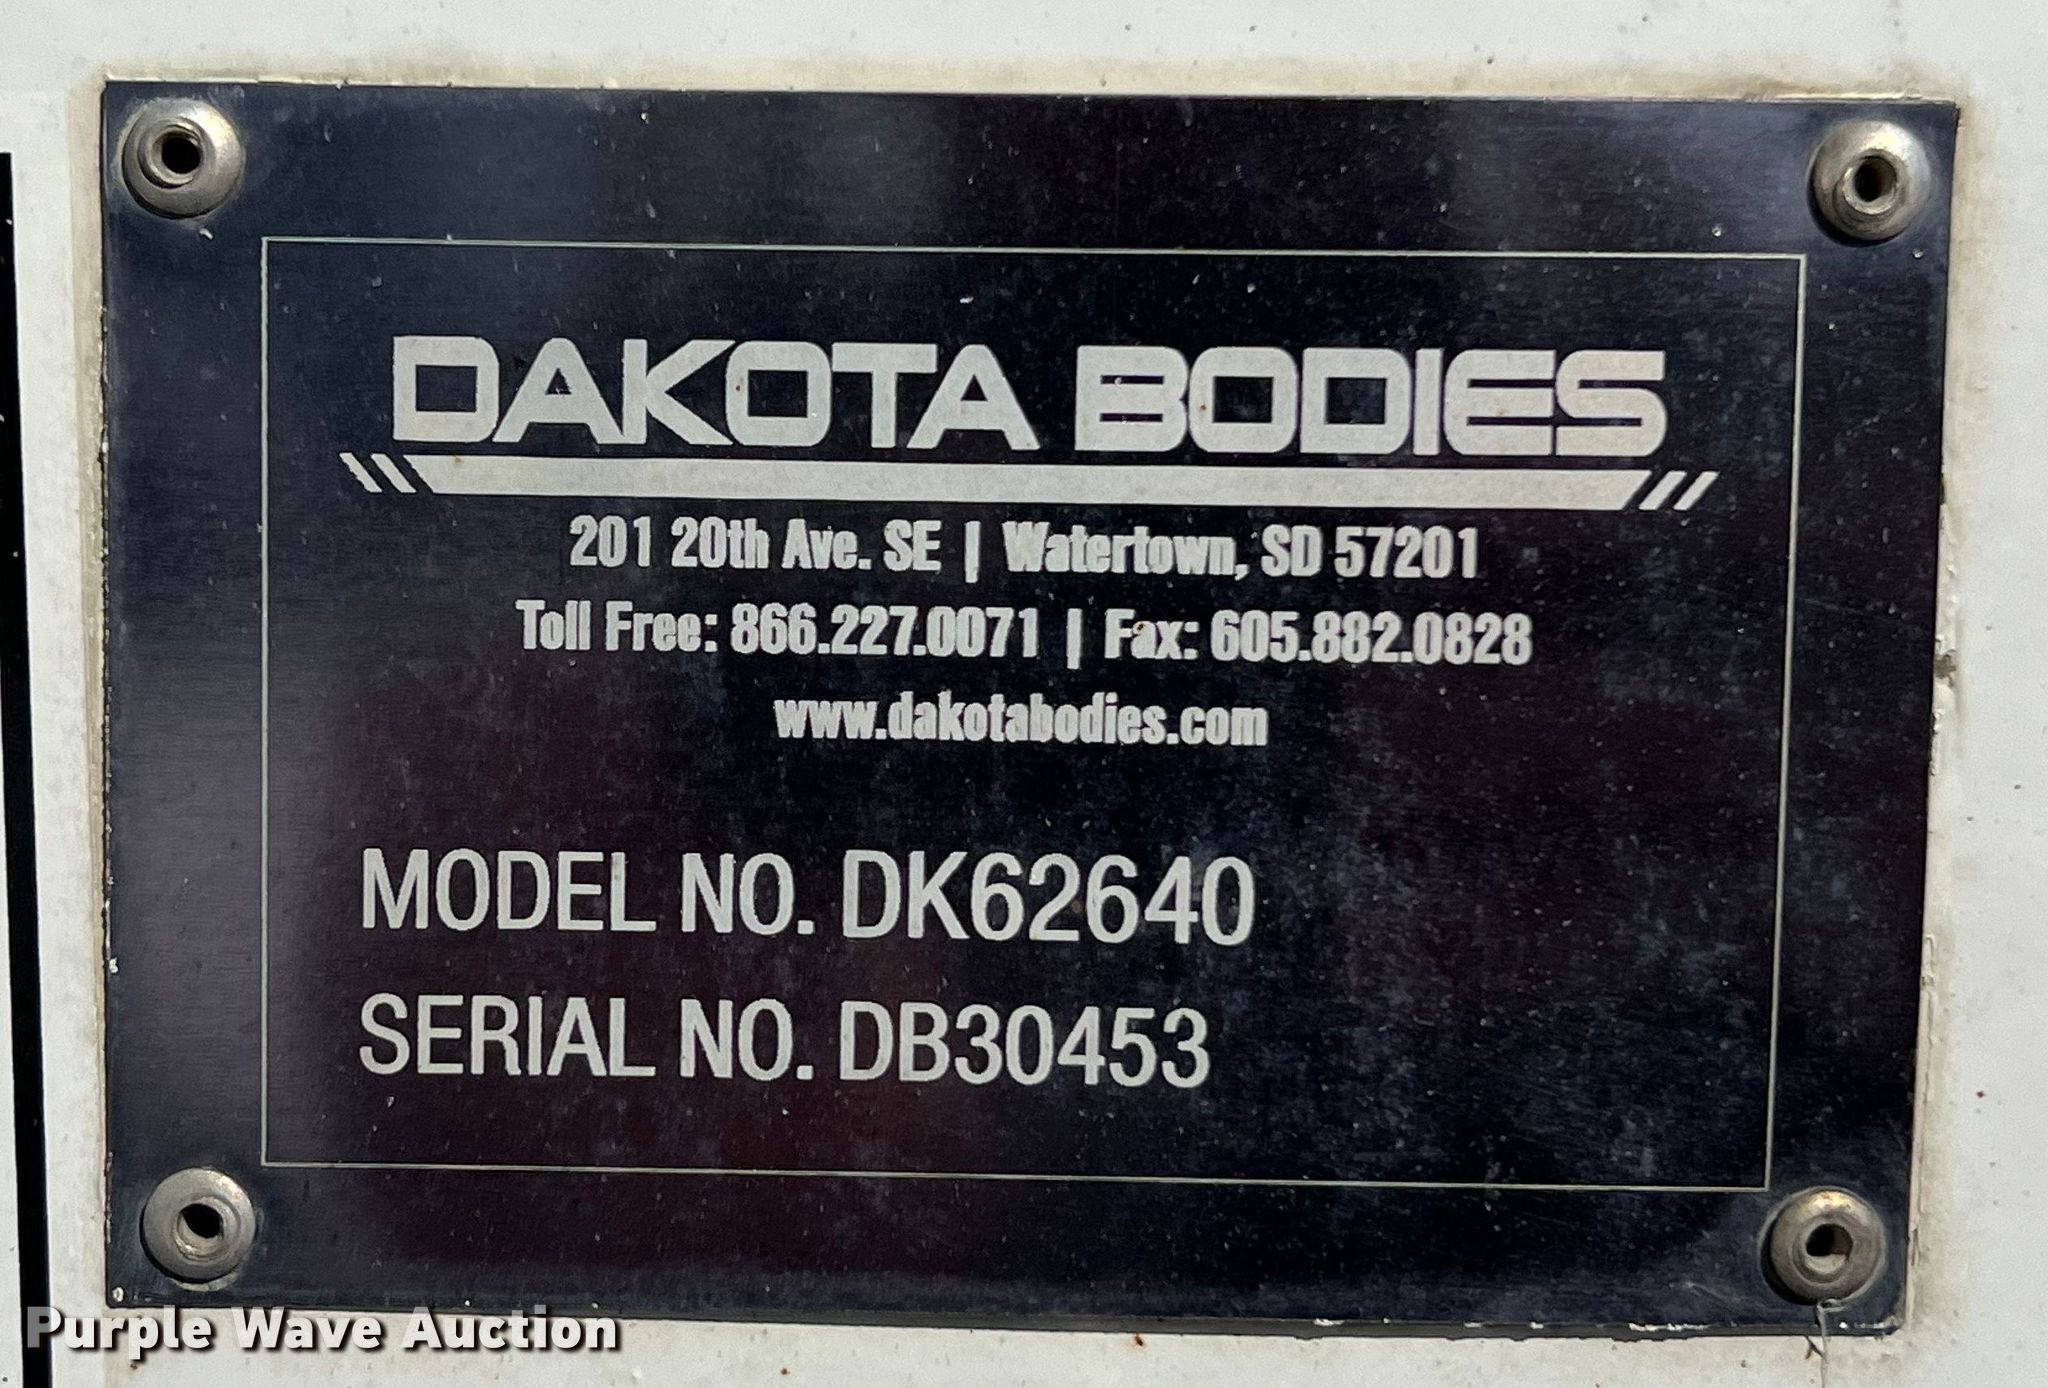 DAKOTA BODIES
201 20th Ave. SE | Watertown, SD 57201
Toll Free: 866.227.0071 | Fax: 605.882.0828
www.dakotabodies.com
MODEL NO. DK62640
SERIAL NO. DB30453
Purple Wave Auction